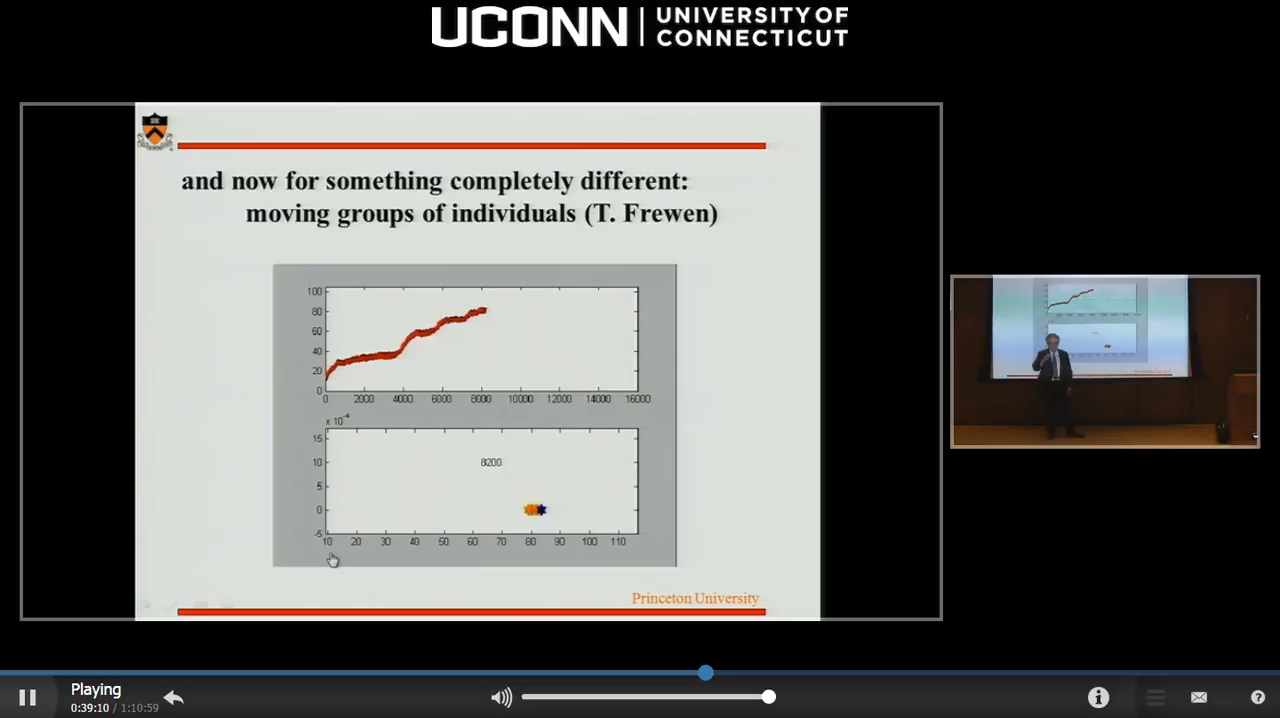 UCONN
UNIVERSITY OF
CONNECTICUT
and now for something completely different:
moving groups of individuals (T. Frewen)
100
80
60
40
20
0
0 2000 4000 6000 8000 10000 12000 14000 16000
x 10⁻⁴
15
10
5
0
-5
8200
10 20 30 40 50 60 70 80 90 100 110
Princeton University
Playing
0:39:10 / 1:10:59